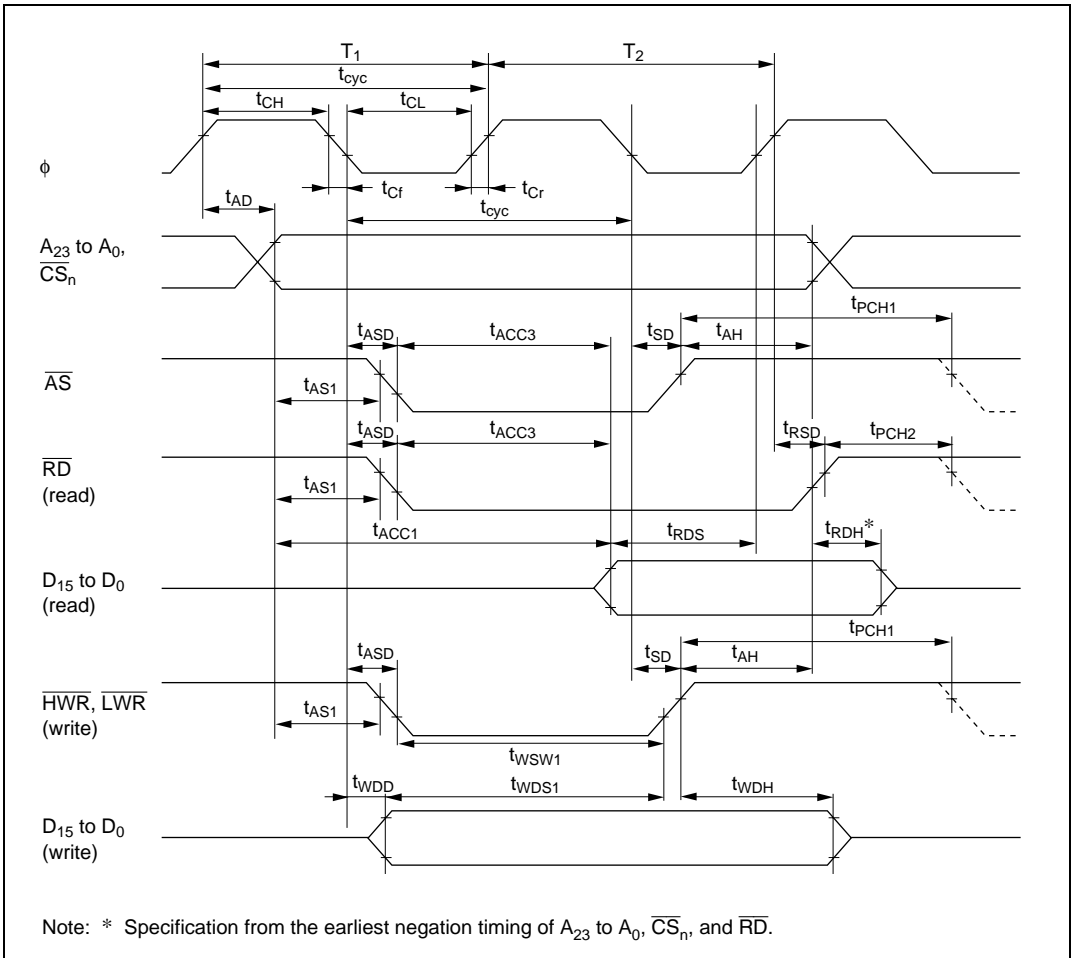 T1 T2
tcyc
tCH tCL
φ
tCf tCr
tAD
tcyc
A23 to A0,
CSn
tPCH1
tASD tACC3 tSD tAH
AS
tAS1
tASD tACC3 tRSD tPCH2
RD
(read)
tAS1
tACC1 tRDS tRDH*
D15 to D0
(read)
tPCH1
tASD tSD tAH
HWR, LWR
(write)
tAS1
tWSW1
tWDD tWDS1 tWDH
D15 to D0
(write)
Note: * Specification from the earliest negation timing of A23 to A0, CSn, and RD.